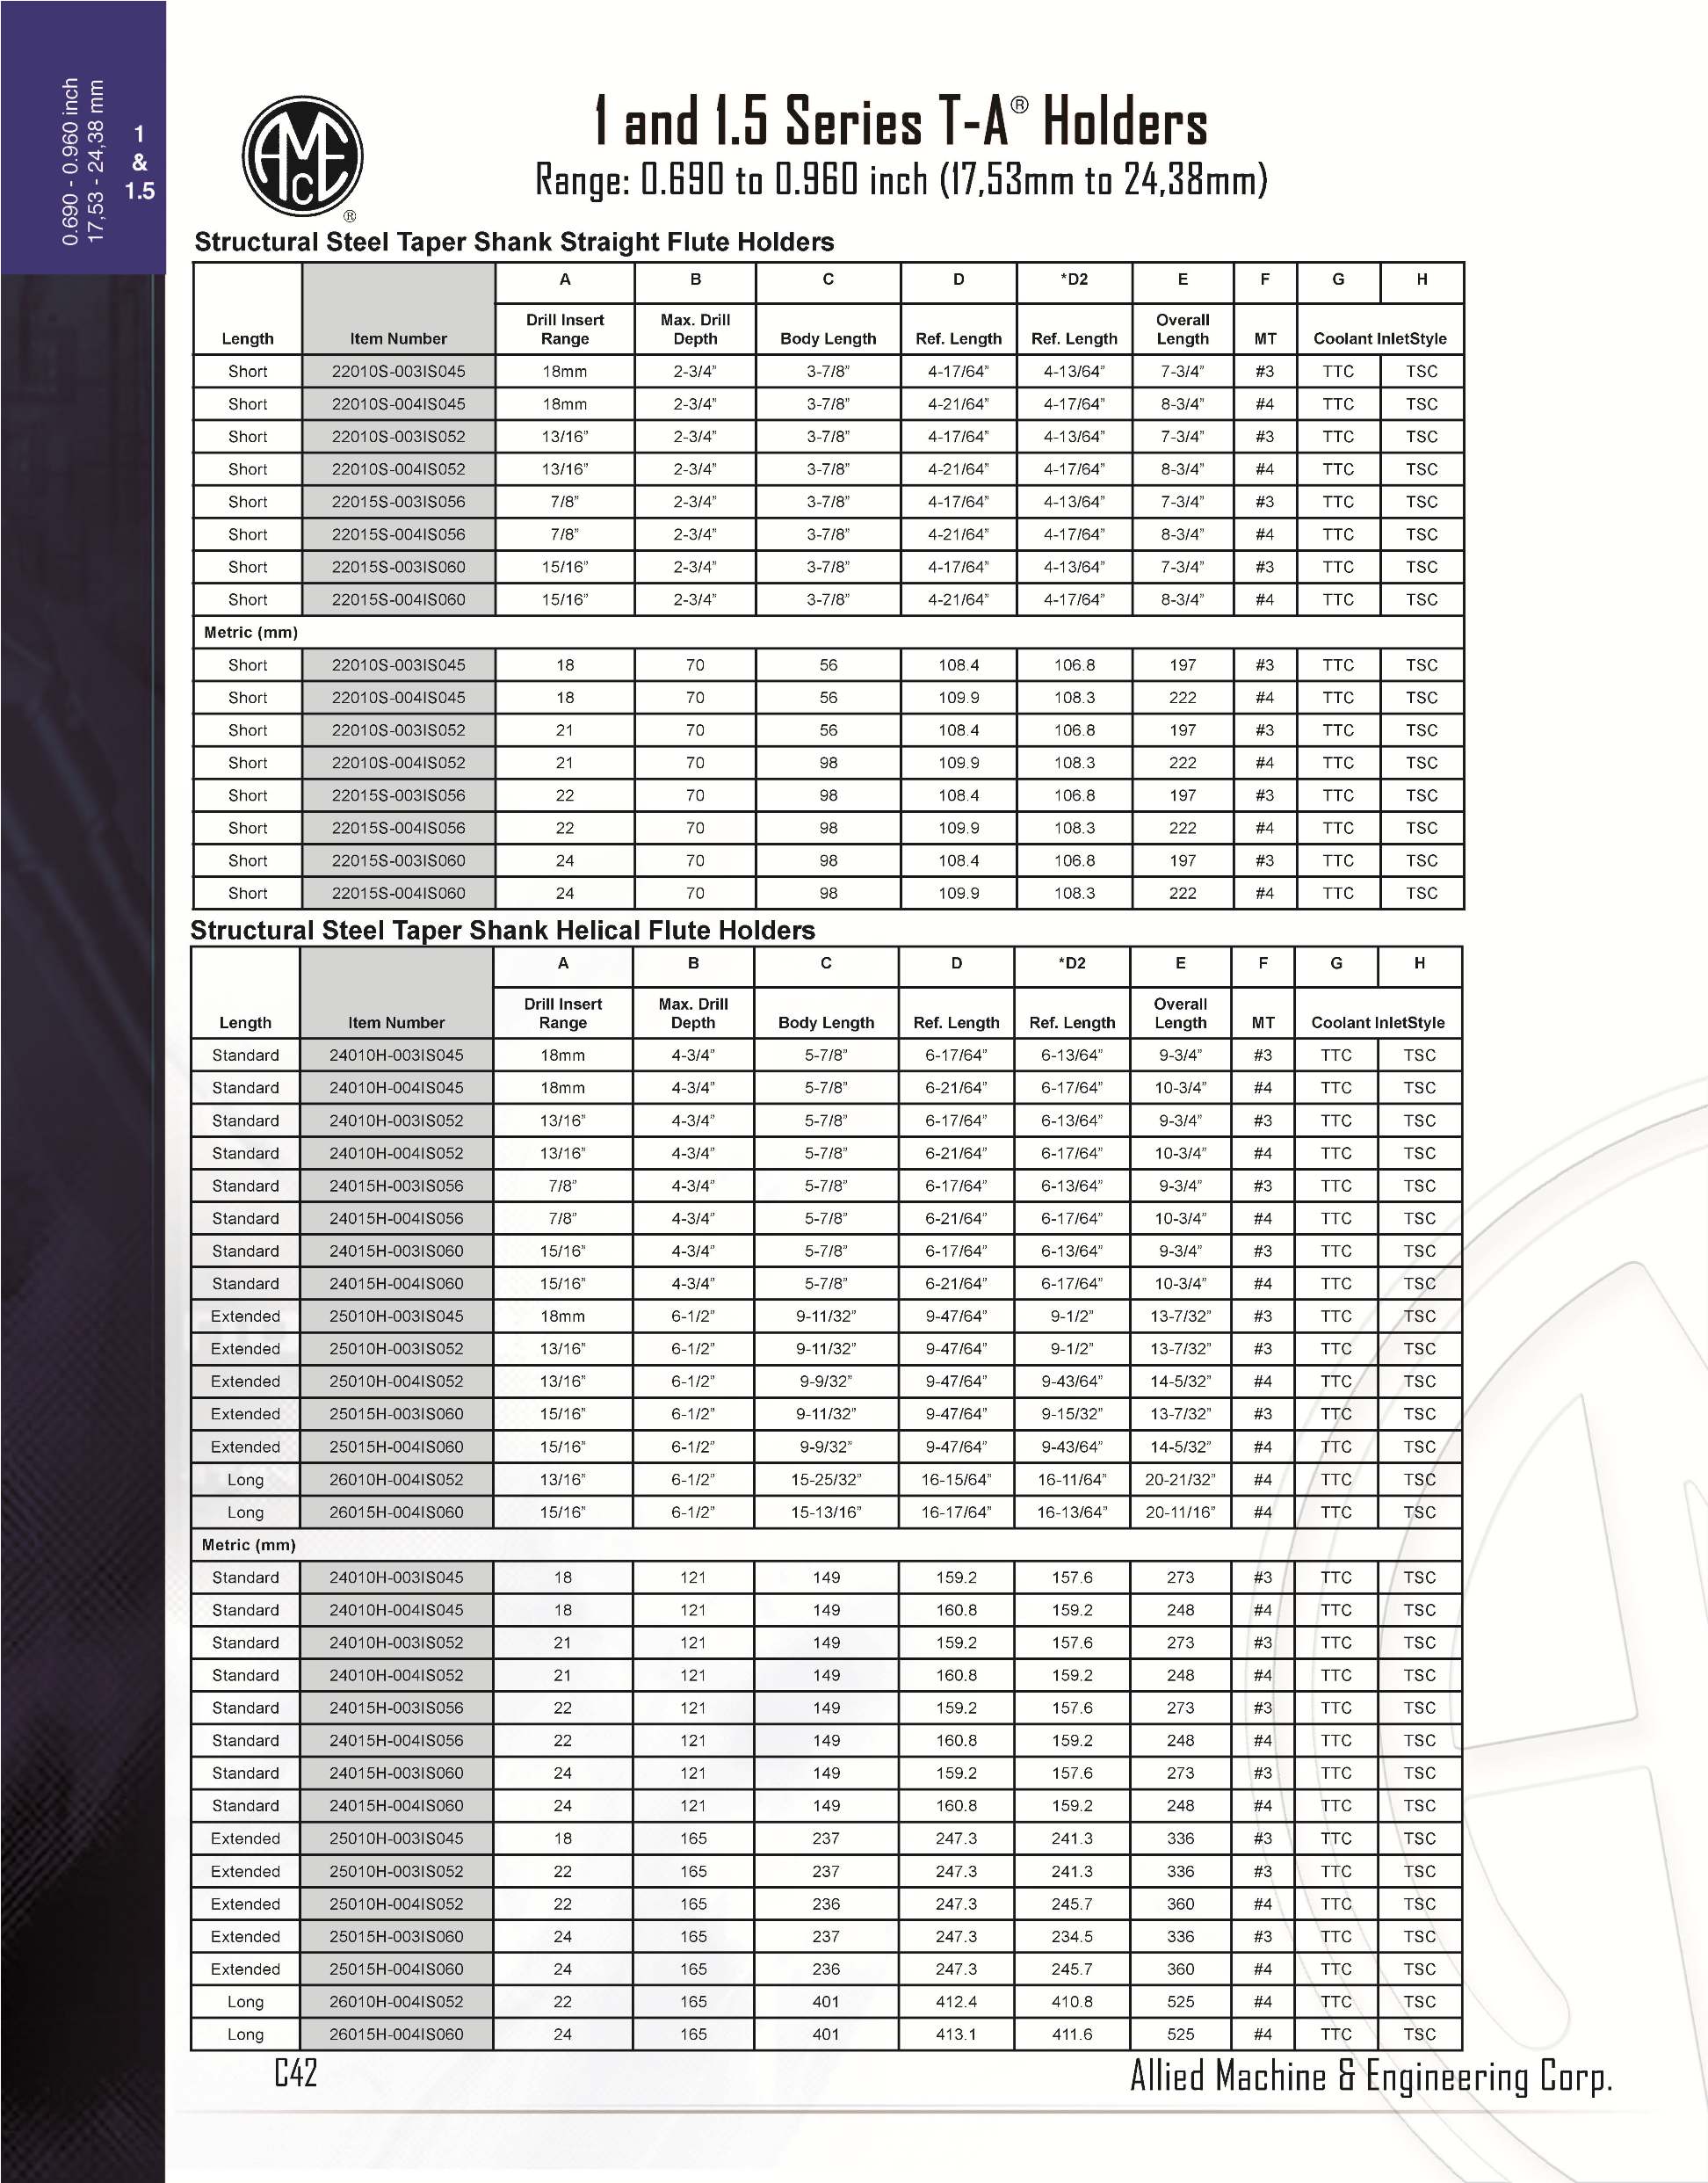 0.690 - 0.960 inch
17,53 - 24,38 mm
1
&
1.5
AMEC
®
1 and 1.5 Series T-A® Holders
Range: 0.690 to 0.960 inch (17,53mm to 24,38mm)
Structural Steel Taper Shank Straight Flute Holders
A B C D *D2 E F G H
Length Item Number Drill Insert Range Max. Drill Depth Body Length Ref. Length Ref. Length Overall Length MT Coolant InletStyle
Short 22010S-003IS045 18mm 2-3/4” 3-7/8” 4-17/64” 4-13/64” 7-3/4” #3 TTC TSC
Short 22010S-004IS045 18mm 2-3/4” 3-7/8” 4-21/64” 4-17/64” 8-3/4” #4 TTC TSC
Short 22010S-003IS052 13/16” 2-3/4” 3-7/8” 4-17/64” 4-13/64” 7-3/4” #3 TTC TSC
Short 22010S-004IS052 13/16” 2-3/4” 3-7/8” 4-21/64” 4-17/64” 8-3/4” #4 TTC TSC
Short 22015S-003IS056 7/8” 2-3/4” 3-7/8” 4-17/64” 4-13/64” 7-3/4” #3 TTC TSC
Short 22015S-004IS056 7/8” 2-3/4” 3-7/8” 4-21/64” 4-17/64” 8-3/4” #4 TTC TSC
Short 22015S-003IS060 15/16” 2-3/4” 3-7/8” 4-17/64” 4-13/64” 7-3/4” #3 TTC TSC
Short 22015S-004IS060 15/16” 2-3/4” 3-7/8” 4-21/64” 4-17/64” 8-3/4” #4 TTC TSC
Metric (mm)
Short 22010S-003IS045 18 70 56 108.4 106.8 197 #3 TTC TSC
Short 22010S-004IS045 18 70 56 109.9 108.3 222 #4 TTC TSC
Short 22010S-003IS052 21 70 56 108.4 106.8 197 #3 TTC TSC
Short 22010S-004IS052 21 70 98 109.9 108.3 222 #4 TTC TSC
Short 22015S-003IS056 22 70 98 108.4 106.8 197 #3 TTC TSC
Short 22015S-004IS056 22 70 98 109.9 108.3 222 #4 TTC TSC
Short 22015S-003IS060 24 70 98 108.4 106.8 197 #3 TTC TSC
Short 22015S-004IS060 24 70 98 109.9 108.3 222 #4 TTC TSC
Structural Steel Taper Shank Helical Flute Holders
A B C D *D2 E F G H
Length Item Number Drill Insert Range Max. Drill Depth Body Length Ref. Length Ref. Length Overall Length MT Coolant InletStyle
Standard 24010H-003IS045 18mm 4-3/4” 5-7/8” 6-17/64” 6-13/64” 9-3/4” #3 TTC TSC
Standard 24010H-004IS045 18mm 4-3/4” 5-7/8” 6-21/64” 6-17/64” 10-3/4” #4 TTC TSC
Standard 24010H-003IS052 13/16” 4-3/4” 5-7/8” 6-17/64” 6-13/64” 9-3/4” #3 TTC TSC
Standard 24010H-004IS052 13/16” 4-3/4” 5-7/8” 6-21/64” 6-17/64” 10-3/4” #4 TTC TSC
Standard 24015H-003IS056 7/8” 4-3/4” 5-7/8” 6-17/64” 6-13/64” 9-3/4” #3 TTC TSC
Standard 24015H-004IS056 7/8” 4-3/4” 5-7/8” 6-21/64” 6-17/64” 10-3/4” #4 TTC TSC
Standard 24015H-003IS060 15/16” 4-3/4” 5-7/8” 6-17/64” 6-13/64” 9-3/4” #3 TTC TSC
Standard 24015H-004IS060 15/16” 4-3/4” 5-7/8” 6-21/64” 6-17/64” 10-3/4” #4 TTC TSC
Extended 25010H-003IS045 18mm 6-1/2” 9-11/32” 9-47/64” 9-1/2” 13-7/32” #3 TTC TSC
Extended 25010H-003IS052 13/16” 6-1/2” 9-11/32” 9-47/64” 9-1/2” 13-7/32” #3 TTC TSC
Extended 25010H-004IS052 13/16” 6-1/2” 9-9/32” 9-47/64” 9-43/64” 14-5/32” #4 TTC TSC
Extended 25015H-003IS060 15/16” 6-1/2” 9-11/32” 9-47/64” 9-15/32” 13-7/32” #3 TTC TSC
Extended 25015H-004IS060 15/16” 6-1/2” 9-9/32” 9-47/64” 9-43/64” 14-5/32” #4 TTC TSC
Long 26010H-004IS052 13/16” 6-1/2” 15-25/32” 16-15/64” 16-11/64” 20-21/32” #4 TTC TSC
Long 26015H-004IS060 15/16” 6-1/2” 15-13/16” 16-17/64” 16-13/64” 20-11/16” #4 TTC TSC
Metric (mm)
Standard 24010H-003IS045 18 121 149 159.2 157.6 273 #3 TTC TSC
Standard 24010H-004IS045 18 121 149 160.8 159.2 248 #4 TTC TSC
Standard 24010H-003IS052 21 121 149 159.2 157.6 273 #3 TTC TSC
Standard 24010H-004IS052 21 121 149 160.8 159.2 248 #4 TTC TSC
Standard 24015H-003IS056 22 121 149 159.2 157.6 273 #3 TTC TSC
Standard 24015H-004IS056 22 121 149 160.8 159.2 248 #4 TTC TSC
Standard 24015H-003IS060 24 121 149 159.2 157.6 273 #3 TTC TSC
Standard 24015H-004IS060 24 121 149 160.8 159.2 248 #4 TTC TSC
Extended 25010H-003IS045 18 165 237 247.3 241.3 336 #3 TTC TSC
Extended 25010H-003IS052 22 165 237 247.3 241.3 336 #3 TTC TSC
Extended 25010H-004IS052 22 165 236 247.3 245.7 360 #4 TTC TSC
Extended 25015H-003IS060 24 165 237 247.3 234.5 336 #3 TTC TSC
Extended 25015H-004IS060 24 165 236 247.3 245.7 360 #4 TTC TSC
Long 26010H-004IS052 22 165 401 412.4 410.8 525 #4 TTC TSC
Long 26015H-004IS060 24 165 401 413.1 411.6 525 #4 TTC TSC
C42
Allied Machine & Engineering Corp.